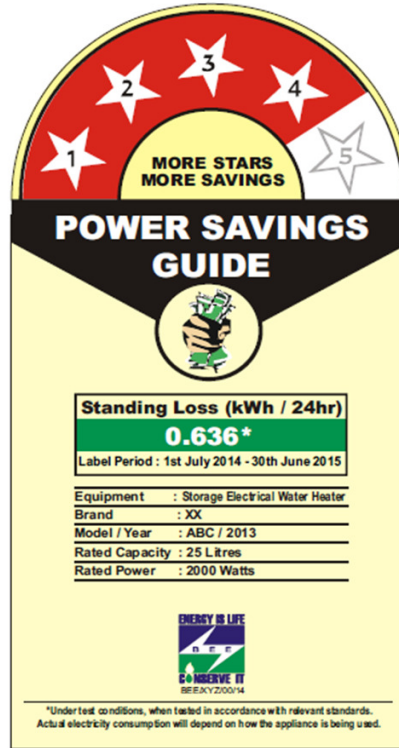 1
2
3
4
5
MORE STARS
MORE SAVINGS
POWER SAVINGS
GUIDE
Standing Loss (kWh / 24hr)
0.636*
Label Period : 1st July 2014 - 30th June 2015
Equipment : Storage Electrical Water Heater
Brand : XX
Model / Year : ABC / 2013
Rated Capacity : 25 Litres
Rated Power : 2000 Watts
ENERGY IS LIFE
BEE
CONSERVE IT
BEE/XYZ/00/14
*Under test conditions, when tested in accordance with relevant standards.
Actual electricity consumption will depend on how the appliance is being used.